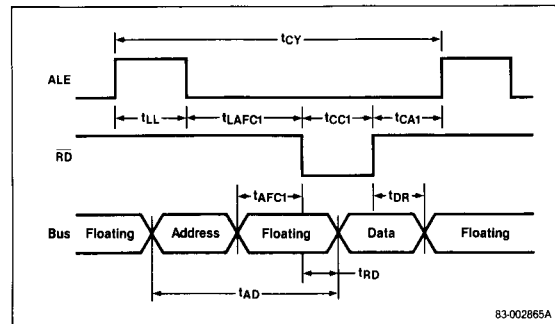 tCY
ALE
tLL tLAFC1 tCC1 tCA1
RD
tAFC1 tDR
Bus Floating Address Floating Data Floating
tRD
tAD
83-002865A